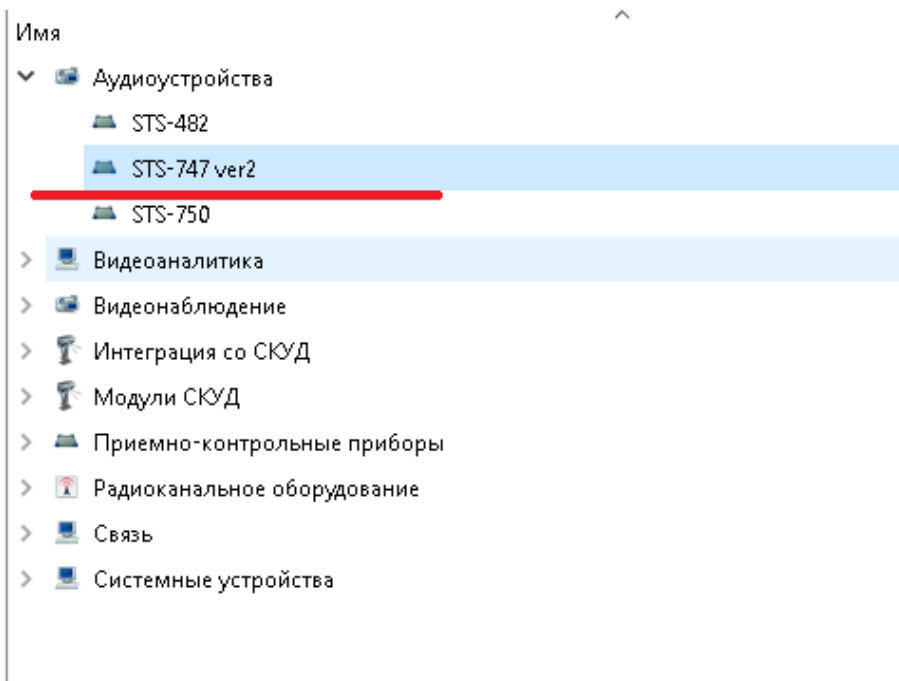 Имя
Аудиоустройства
STS-482
STS-747 ver2
STS-750
Видеоаналитика
Видеонаблюдение
Интеграция со СКУД
Модули СКУД
Приемно-контрольные приборы
Радиоканальное оборудование
Связь
Системные устройства